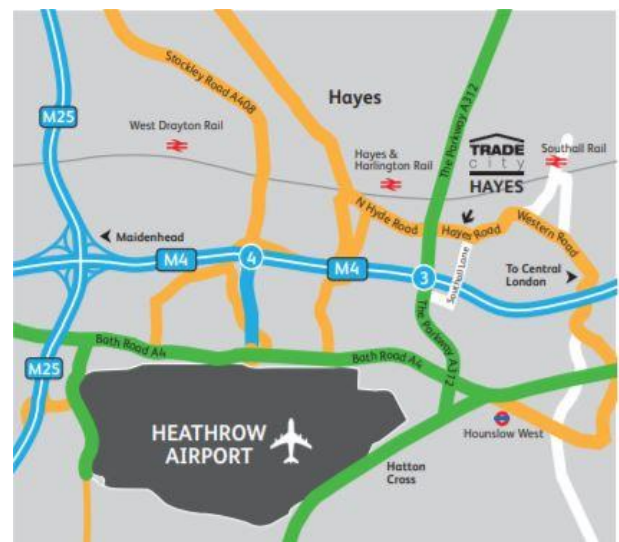 Stockley Road A408
Hayes
The Parkway A312
M25
West Drayton Rail
Hayes &
Harlington Rail
TRADE
city
HAYES
Southall Rail
N Hyde Road
Hayes Road
Western Road
Maidenhead
M4
4
M4
3
Southall Lane
To Central
London
The Parkway A312
Bath Road A4
Bath Road A4
M25
HEATHROW
AIRPORT
Hounslow West
Hatton
Cross